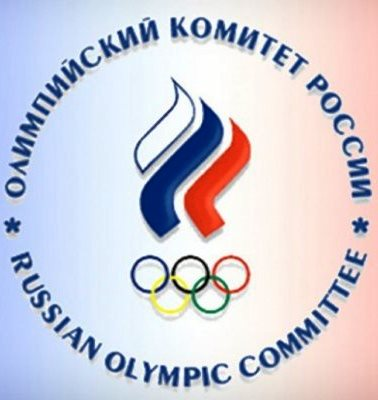 ОЛИМПИЙСКИЙ КОМИТЕТ РОССИИ
* RUSSIAN OLYMPIC COMMITTEE *